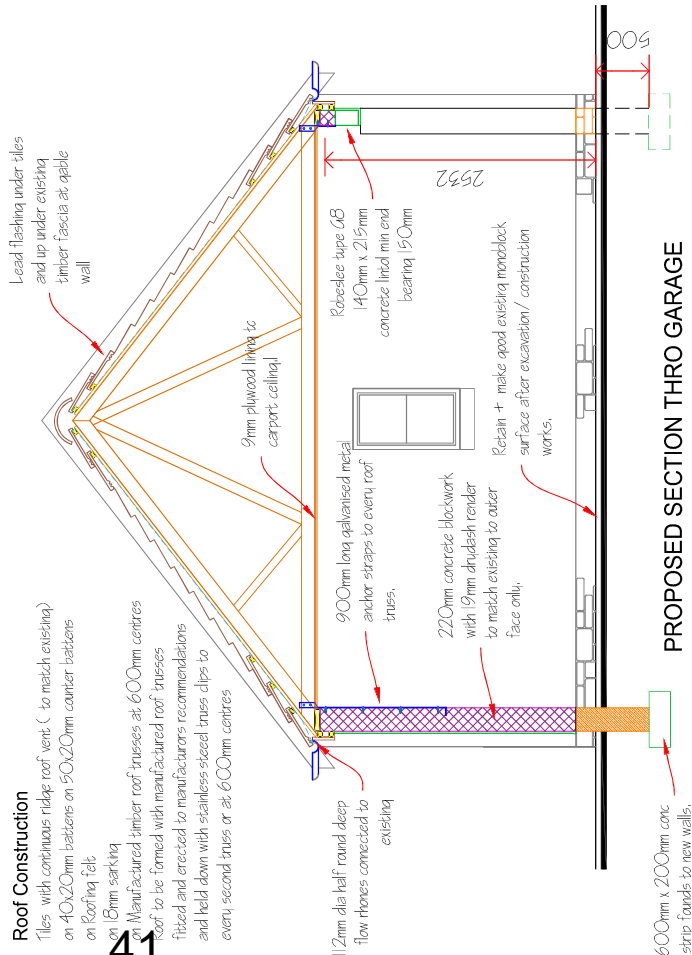 Roof Construction
Tiles with continuous ridge roof vent ( to match existing)
on 40x20mm battens on 50x20mm counter battens
on Roofing felt
on 18mm sarking
on Manufactured timber roof trusses at 600mm centres
Roof to be formed with manufactured roof trusses
fitted and erected to manufacturors recommendations
and held down with stainless steeel truss clips to
every second truss or at 600mm centres
41
Lead flashing under tiles
and up under existing
timber fascia at gable
wall
9mm plywood lining to
carport ceiling.
112mm dia half round deep
flow rhones connected to
existing
900mm long galvanised metal
anchor straps to every roof
truss.
220mm concrete blockwork
with 19mm drydash render
to match existing to outer
face only.
Robeslee type GB
140mm x 215mm
concrete lintol min end
bearing 150mm
2532
500
Retain + make good existing monoblock
surface after excavation/ construction
works.
600mm x 200mm conc
strip founds to new walls.
PROPOSED SECTION THRO GARAGE